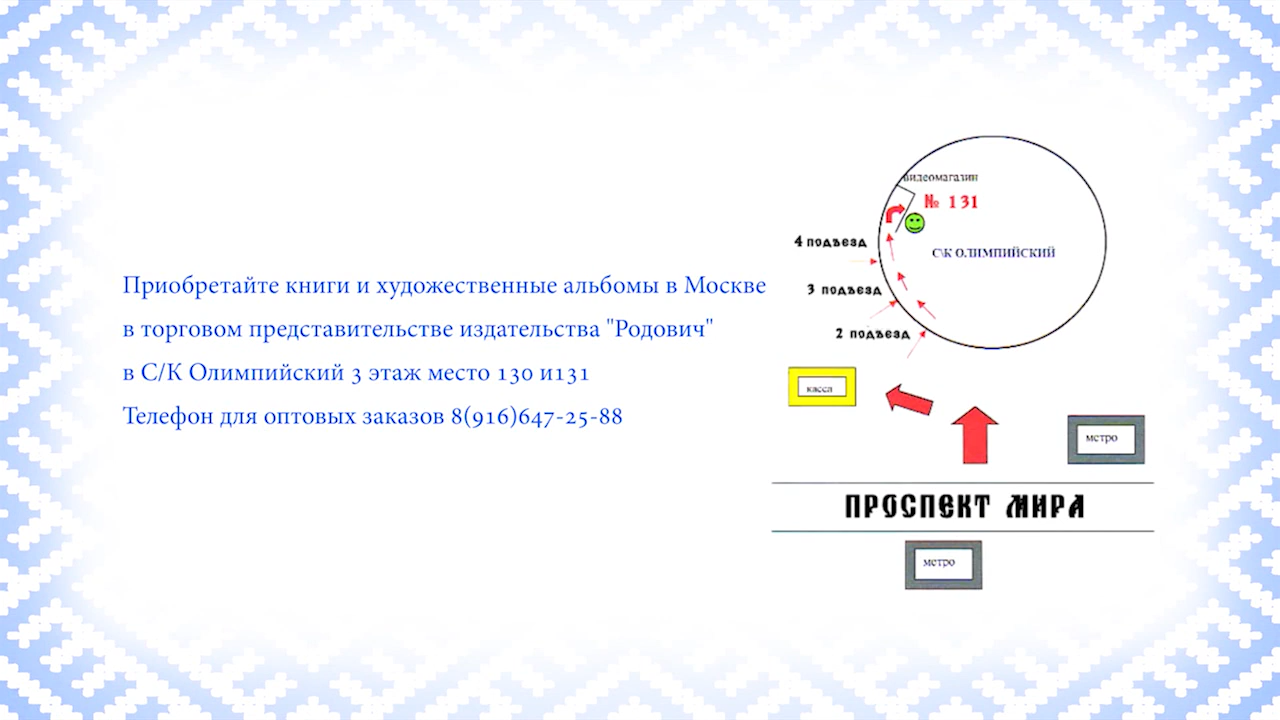 Приобретайте книги и художественные альбомы в Москве
в торговом представительстве издательства "Родович"
в С/К Олимпийский 3 этаж место 130 и131
Телефон для оптовых заказов 8(916)647-25-88
видеомагазин
№ 131
С\К ОЛИМПИЙСКИЙ
4 подъезд
3 подъезд
2 подъезд
касса
метро
ПРОСПЕКТ МИРА
метро